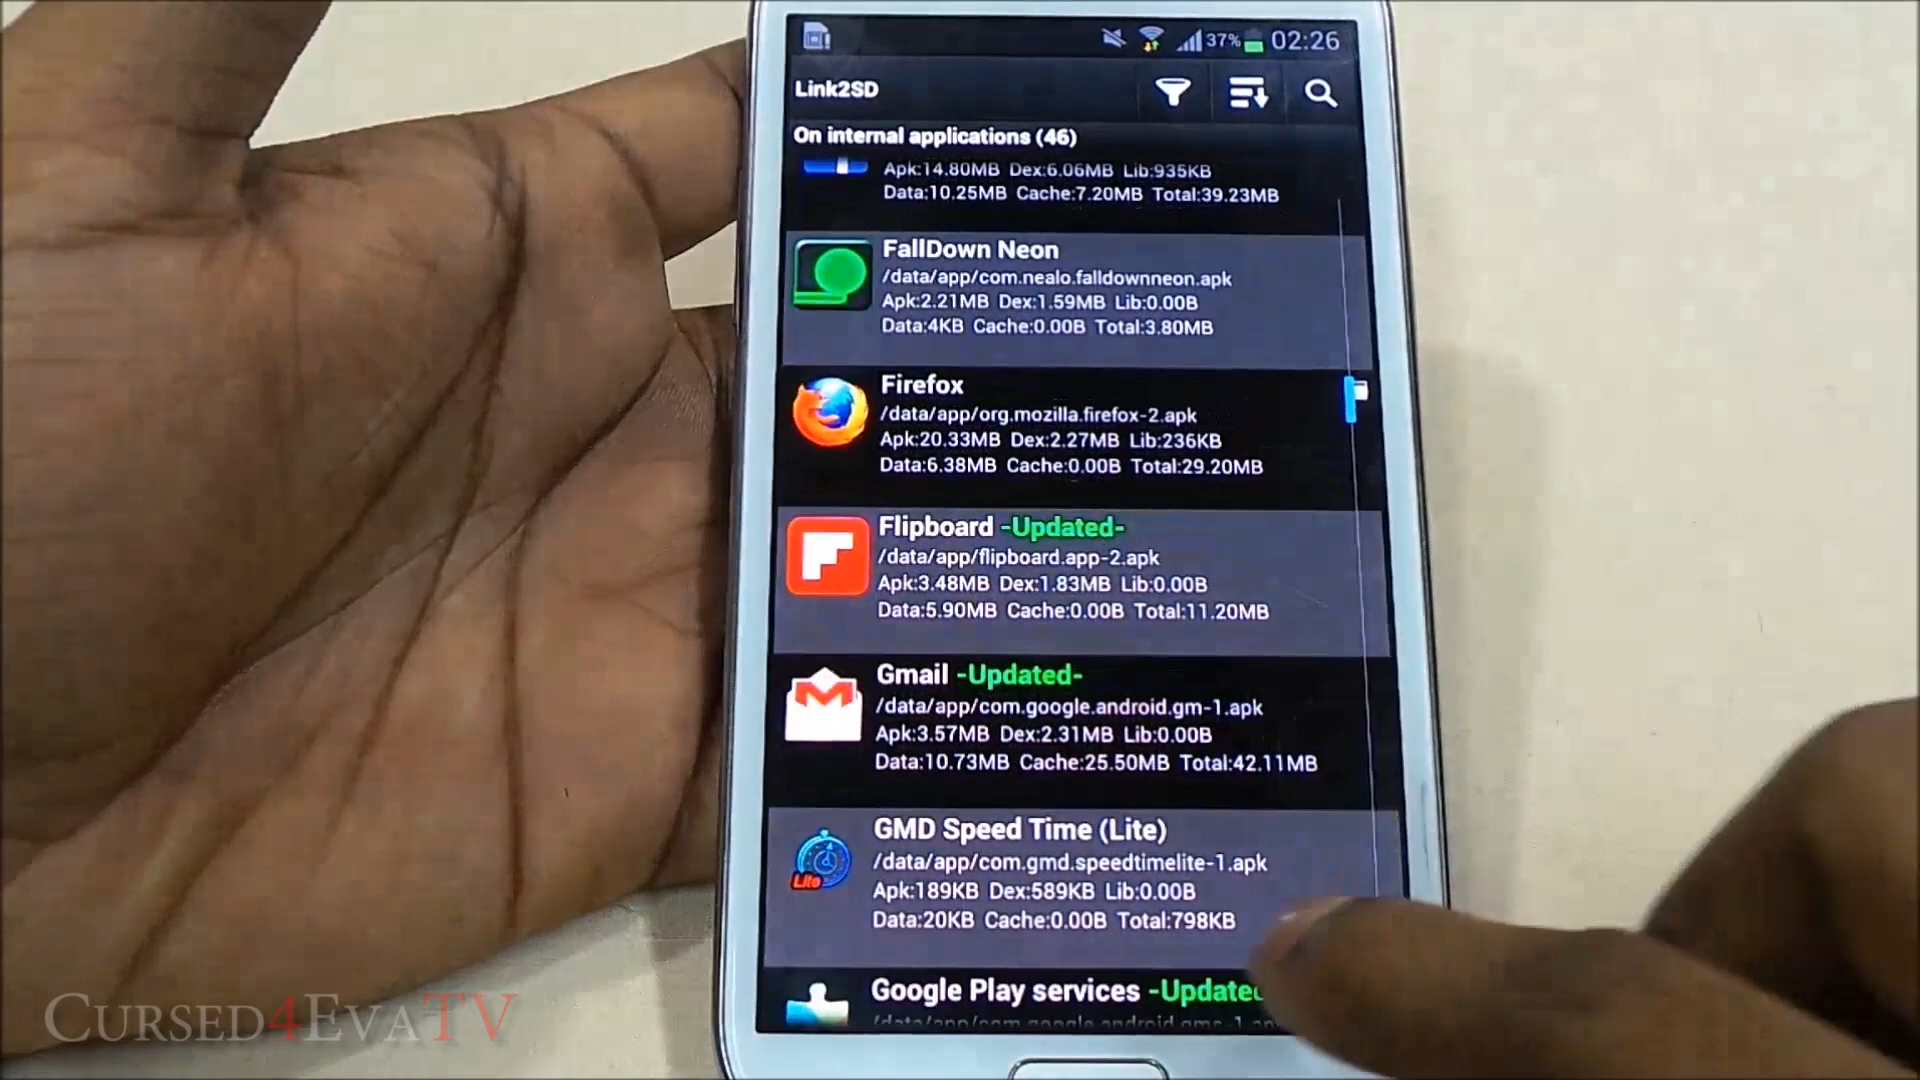 37% 02:26
Link2SD
On internal applications (46)
Apk:14.80MB Dex:6.06MB Lib:935KB
Data:10.25MB Cache:7.20MB Total:39.23MB
FallDown Neon
/data/app/com.nealo.falldownneon.apk
Apk:2.21MB Dex:1.59MB Lib:0.00B
Data:4KB Cache:0.00B Total:3.80MB
Firefox
/data/app/org.mozilla.firefox-2.apk
Apk:20.33MB Dex:2.27MB Lib:236KB
Data:6.38MB Cache:0.00B Total:29.20MB
Flipboard -Updated-
/data/app/flipboard.app-2.apk
Apk:3.48MB Dex:1.83MB Lib:0.00B
Data:5.90MB Cache:0.00B Total:11.20MB
Gmail -Updated-
/data/app/com.google.android.gm-1.apk
Apk:3.57MB Dex:2.31MB Lib:0.00B
Data:10.73MB Cache:25.50MB Total:42.11MB
GMD Speed Time (Lite)
/data/app/com.gmd.speedtimelite-1.apk
Apk:189KB Dex:589KB Lib:0.00B
Data:20KB Cache:0.00B Total:798KB
Lite
Google Play services -Updated
CURSED4EVATV